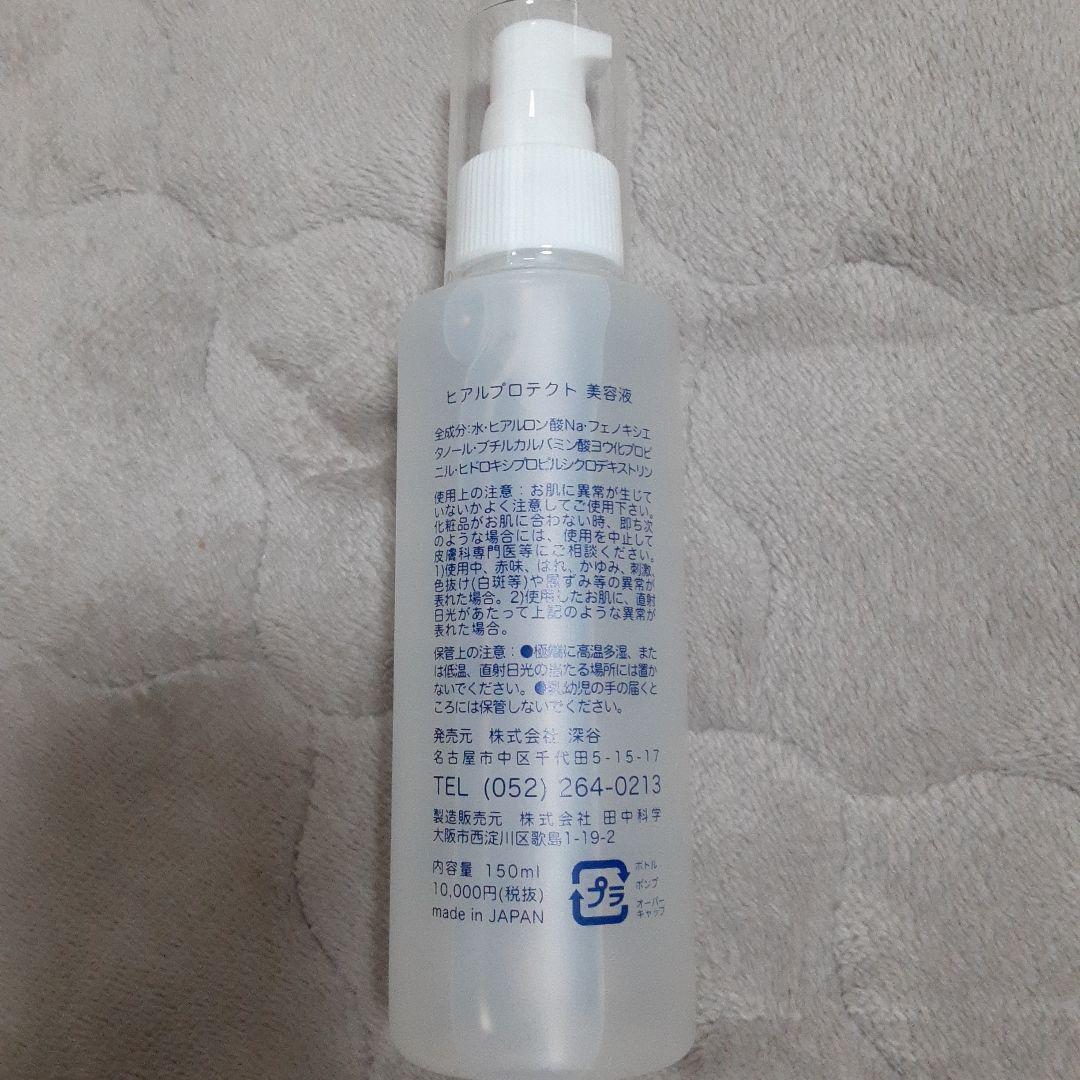 ヒアルプロテクト 美容液
全成分:水・ヒアルロン酸Na・フェノキシエ
タノール・ブチルカルバミン酸ヨウ化プロピ
ニル・ヒドロキシプロピルシクロデキストリン
使用上の注意：お肌に異常が生じて
いないかよく注意してご使用下さい。
化粧品がお肌に合わない時、即ち次
のような場合には、使用を中止して
皮膚科専門医等にご相談ください。
1)使用中、赤味、はれ、かゆみ、刺激、
色抜け(白斑等)や黒ずみ等の異常が
表れた場合。2)使用したお肌に、直射
日光があたって上記のような異常が
表れた場合。
保管上の注意：●極端に高温多湿、また
は低温、直射日光の当たる場所には置か
ないでください。●乳幼児の手の届くと
ころには保管しないでください。
発売元　株式会社 深谷
名古屋市中区千代田5-15-17
TEL (052) 264-0213
製造販売元　株式会社 田中科学
大阪市西淀川区歌島1-19-2
内容量　150ml
10,000円(税抜)
made in JAPAN
プラ
ボトル
ポンプ
オーバー
キャップ